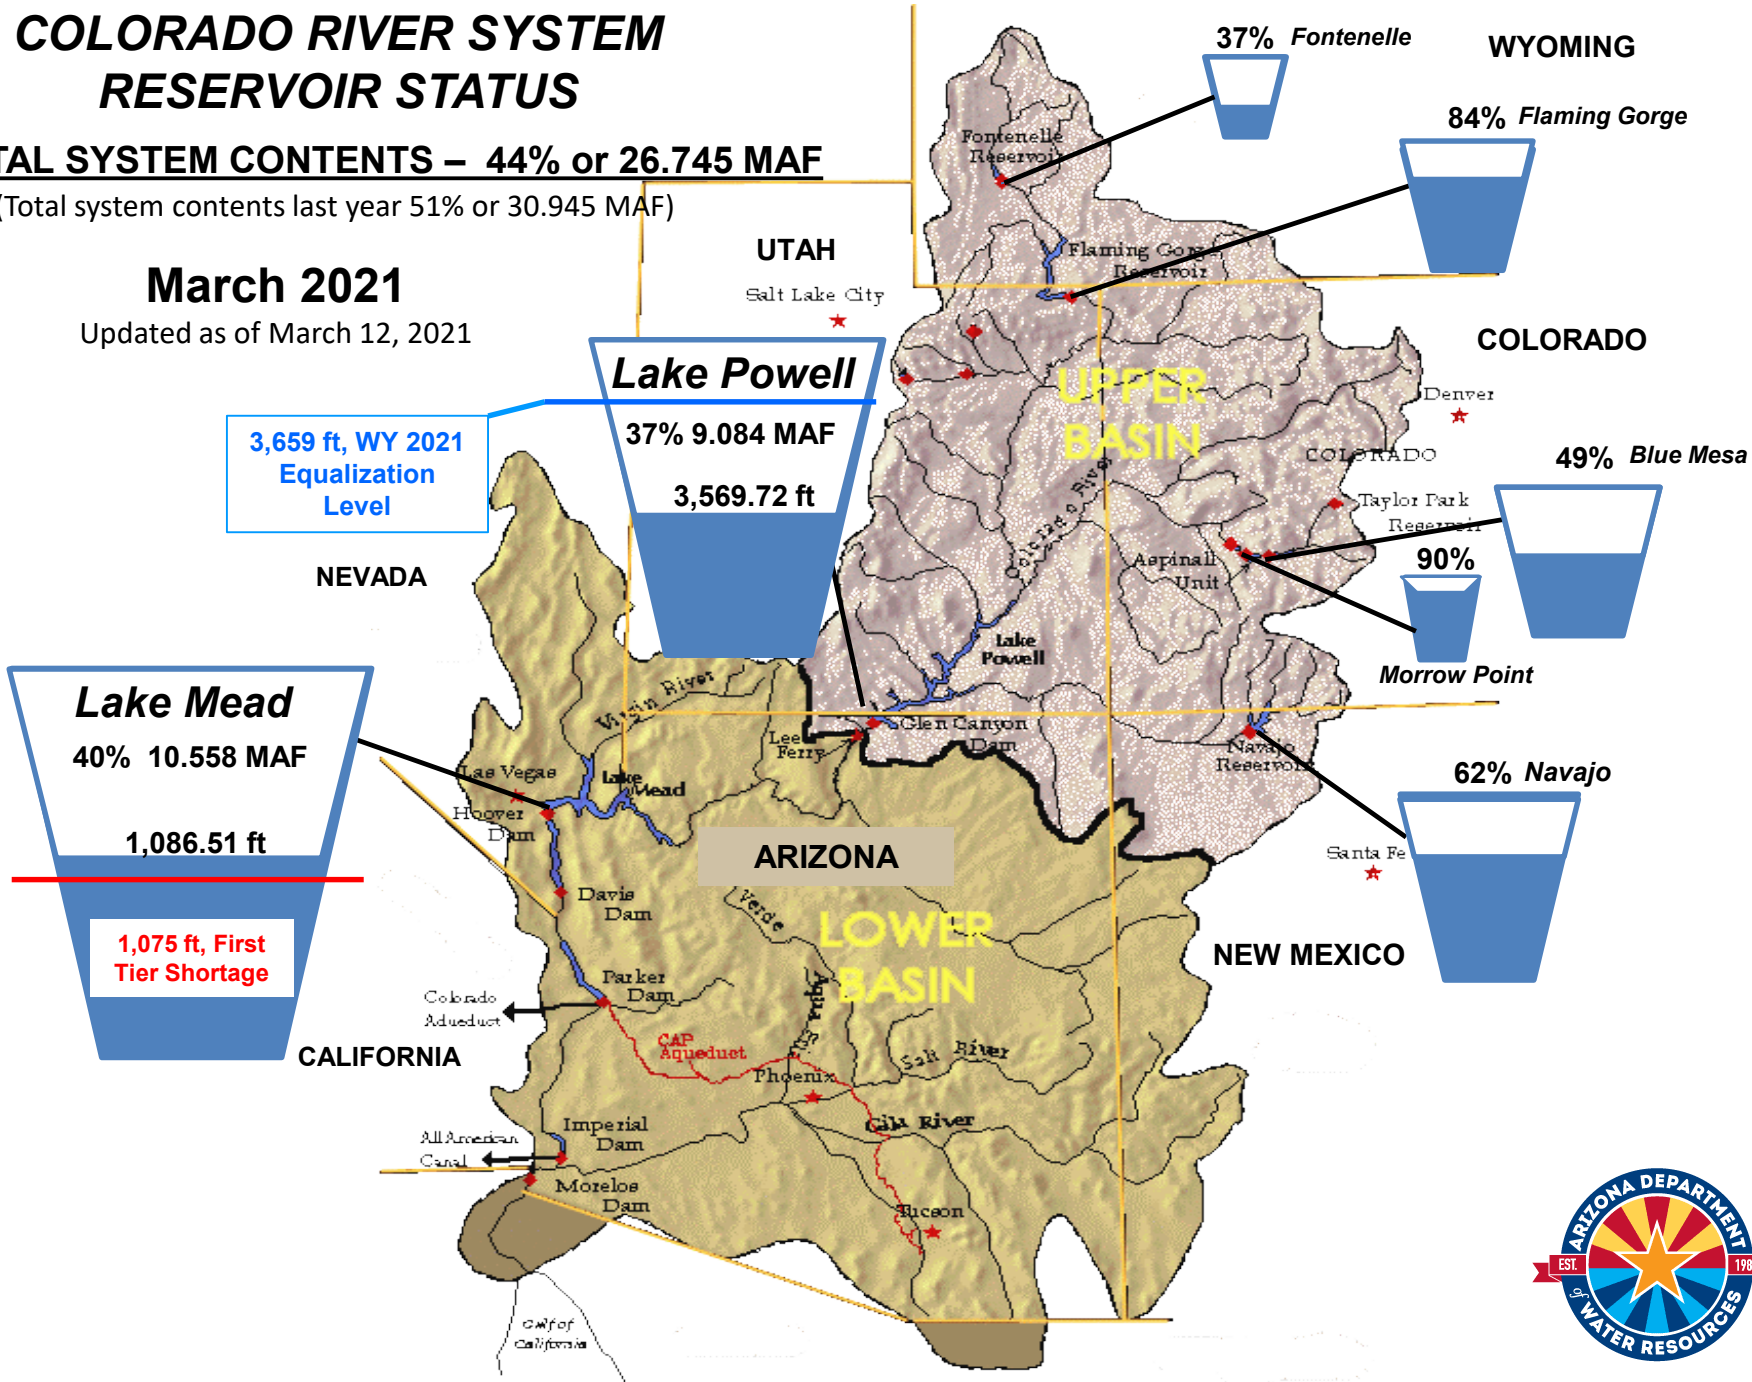 COLORADO RIVER SYSTEM
RESERVOIR STATUS
TAL SYSTEM CONTENTS – 44% or 26.745 MAF
(Total system contents last year 51% or 30.945 MAF)
March 2021
Updated as of March 12, 2021
37% Fontenelle
WYOMING
84% Flaming Gorge
Fontenelle
Reservoir
UTAH
Salt Lake City
Flaming Gorge
Reservoir
COLORADO
Lake Powell
37% 9.084 MAF
3,569.72 ft
3,659 ft, WY 2021
Equalization
Level
UPPER
BASIN
Denver
COLORADO
49% Blue Mesa
Taylor Park
Reservoir
Colorado River
Aspinall
Unit
90%
Morrow Point
NEVADA
Lake
Powell
Lake Mead
40% 10.558 MAF
1,086.51 ft
1,075 ft, First
Tier Shortage
Virgin River
Lee
Ferry
Glen Canyon
Dam
Navajo
Reservoir
62% Navajo
Las Vegas
Lake
Mead
Hoover
Dam
ARIZONA
Santa Fe
Davis
Dam
Verde
LOWER
BASIN
NEW MEXICO
Parker
Dam
Colorado
Adueduct
Aqua Fria
CALIFORNIA
CAP
Aqueduct
Salt River
Phoenix
Gila River
Imperial
Dam
All American
Canal
Morelos
Dam
Tucson
Gulf of
California
ARIZONA DEPARTMENT
EST. 198
of WATER RESOURCES